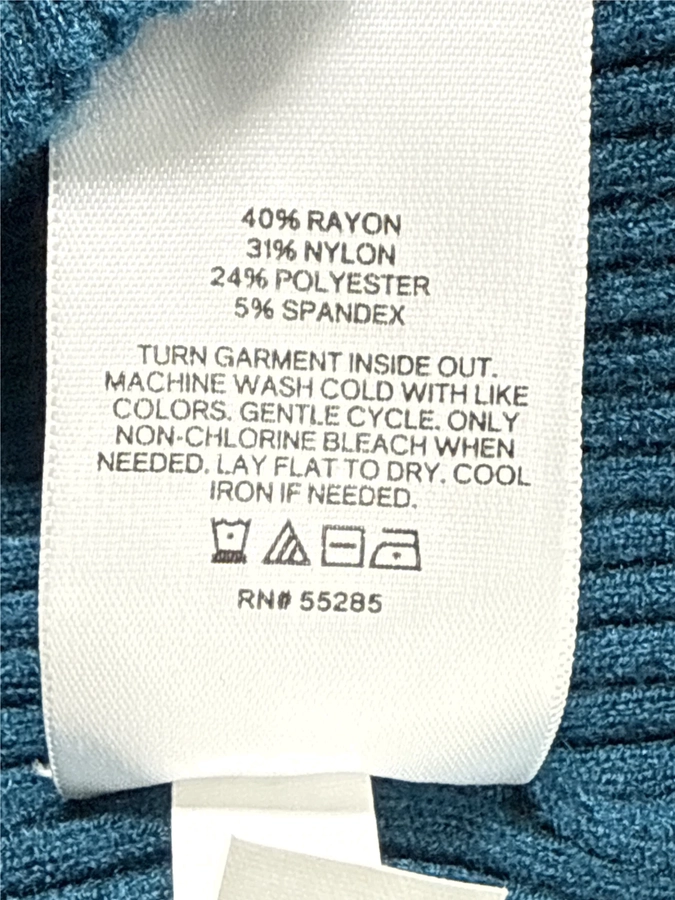 40% RAYON
31% NYLON
24% POLYESTER
5% SPANDEX
TURN GARMENT INSIDE OUT.
MACHINE WASH COLD WITH LIKE
COLORS. GENTLE CYCLE. ONLY
NON-CHLORINE BLEACH WHEN
NEEDED. LAY FLAT TO DRY. COOL
IRON IF NEEDED.
RN# 55285